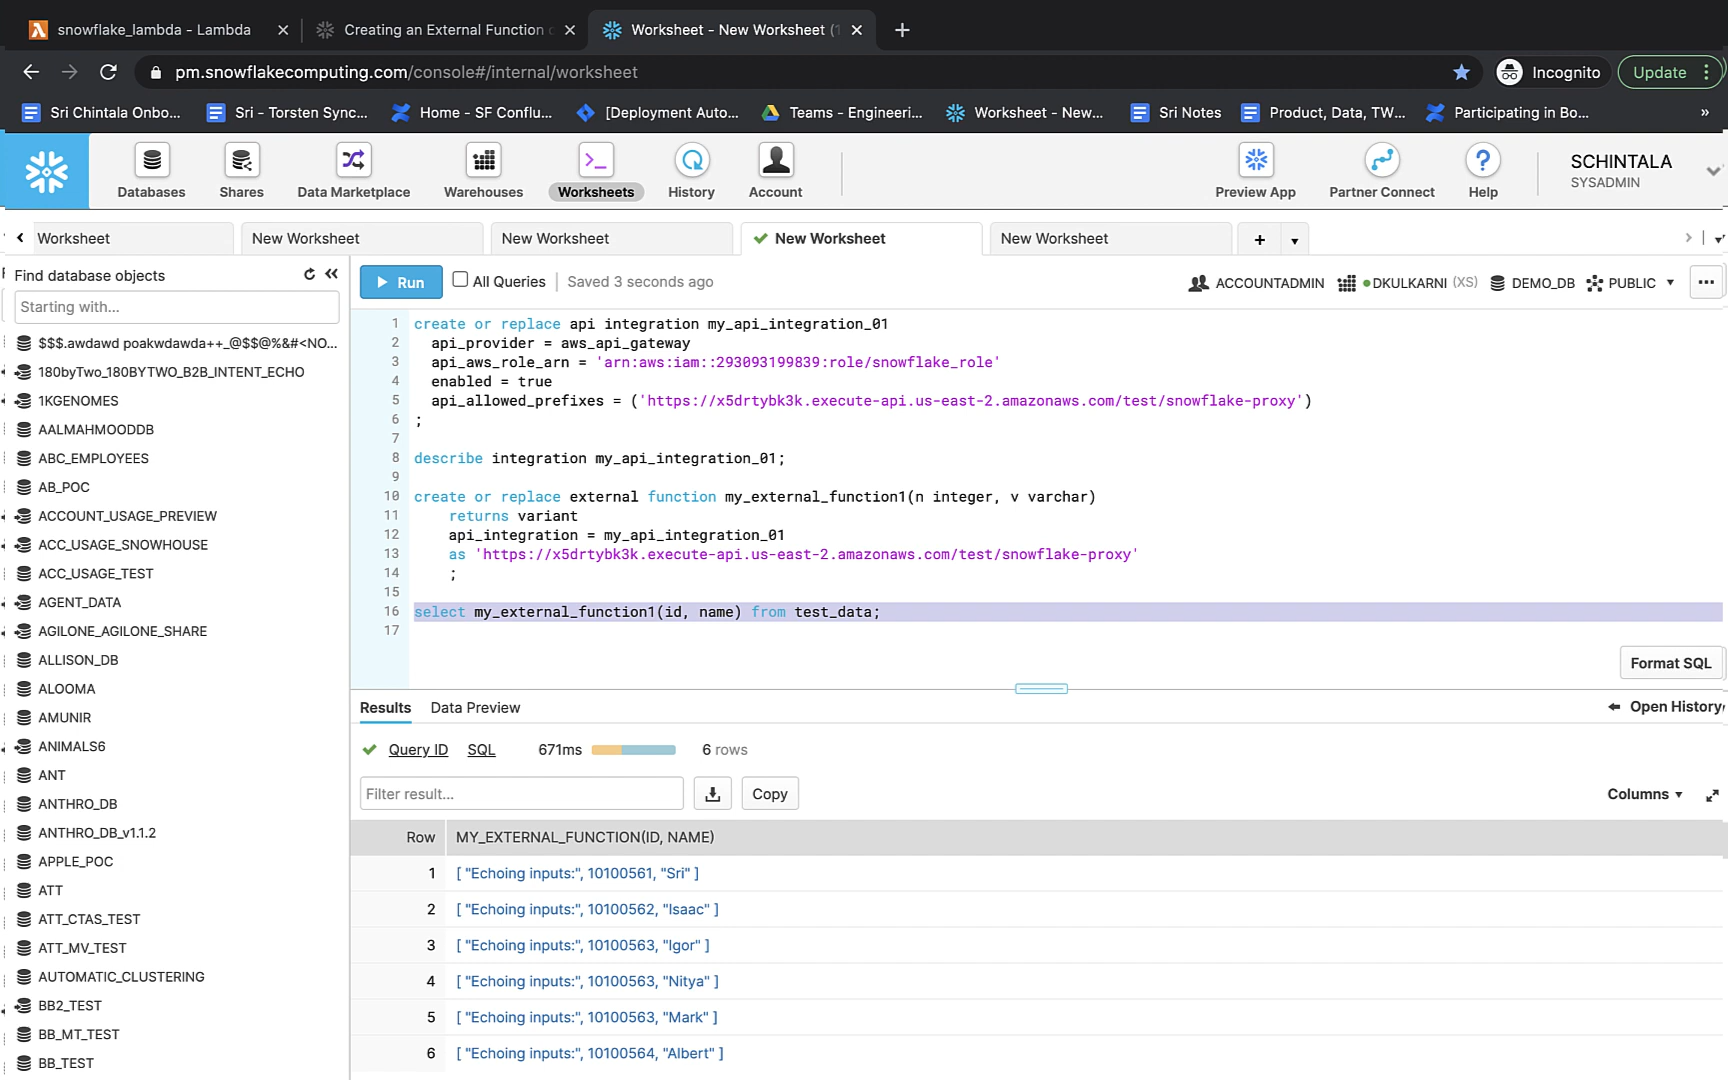 snowflake_lambda - Lambda
Creating an External Function
Worksheet - New Worksheet (1
pm.snowflakecomputing.com/console#/internal/worksheet
Incognito
Update
Sri Chintala Onbo...
Sri - Torsten Sync...
Home - SF Conflu...
[Deployment Auto...
Teams - Engineeri...
Worksheet - New...
Sri Notes
Product, Data, TW...
Participating in Bo...
»
Databases
Shares
Data Marketplace
Warehouses
Worksheets
History
Account
Preview App
Partner Connect
Help
SCHINTALA
SYSADMIN
Worksheet
New Worksheet
New Worksheet
New Worksheet
New Worksheet
Find database objects
Starting with...
$$$.awdawd poakwdawda++_@$$@%&#<NO...
180byTwo_180BYTWO_B2B_INTENT_ECHO
1KGENOMES
AALMAHMOODDB
ABC_EMPLOYEES
AB_POC
ACCOUNT_USAGE_PREVIEW
ACC_USAGE_SNOWHOUSE
ACC_USAGE_TEST
AGENT_DATA
AGILONE_AGILONE_SHARE
ALLISON_DB
ALOOMA
AMUNIR
ANIMALS6
ANT
ANTHRO_DB
ANTHRO_DB_v1.1.2
APPLE_POC
ATT
ATT_CTAS_TEST
ATT_MV_TEST
AUTOMATIC_CLUSTERING
BB2_TEST
BB_MT_TEST
BB_TEST
Run
All Queries
Saved 3 seconds ago
ACCOUNTADMIN
DKULKARNI (XS)
DEMO_DB
PUBLIC
1 create or replace api integration my_api_integration_01
2 api_provider = aws_api_gateway
3 api_aws_role_arn = 'arn:aws:iam::293093199839:role/snowflake_role'
4 enabled = true
5 api_allowed_prefixes = ('https://x5drtybk3k.execute-api.us-east-2.amazonaws.com/test/snowflake-proxy')
6 ;
7
8 describe integration my_api_integration_01;
9
10 create or replace external function my_external_function1(n integer, v varchar)
11 returns variant
12 api_integration = my_api_integration_01
13 as 'https://x5drtybk3k.execute-api.us-east-2.amazonaws.com/test/snowflake-proxy'
14 ;
15
16 select my_external_function1(id, name) from test_data;
17
Format SQL
Results
Data Preview
Open History
Query ID
SQL
671ms
6 rows
Filter result...
Copy
Columns
Row MY_EXTERNAL_FUNCTION(ID, NAME)
1 [ "Echoing inputs:", 10100561, "Sri" ]
2 [ "Echoing inputs:", 10100562, "Isaac" ]
3 [ "Echoing inputs:", 10100563, "Igor" ]
4 [ "Echoing inputs:", 10100563, "Nitya" ]
5 [ "Echoing inputs:", 10100563, "Mark" ]
6 [ "Echoing inputs:", 10100564, "Albert" ]